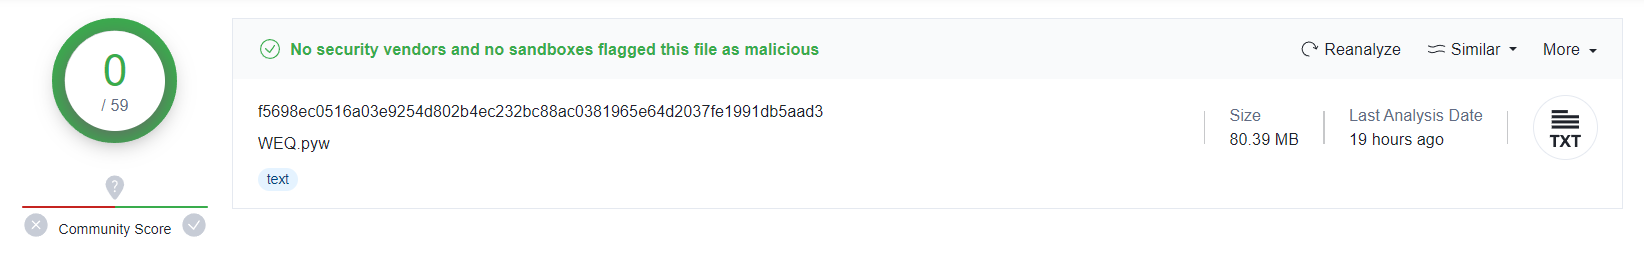 0
/ 59
?
Community Score
No security vendors and no sandboxes flagged this file as malicious
Reanalyze
Similar
More
f5698ec0516a03e9254d802b4ec232bc88ac0381965e64d2037fe1991db5aad3
WEQ.pyw
text
Size
80.39 MB
Last Analysis Date
19 hours ago
TXT